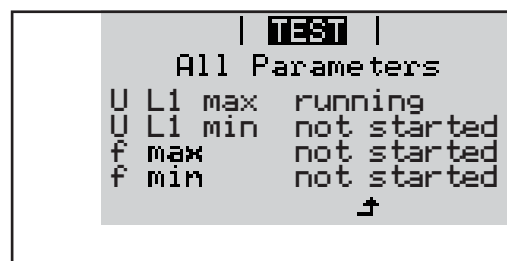 | TEST |
All Parameters
U L1 max running
U L1 min not started
f max not started
f min not started